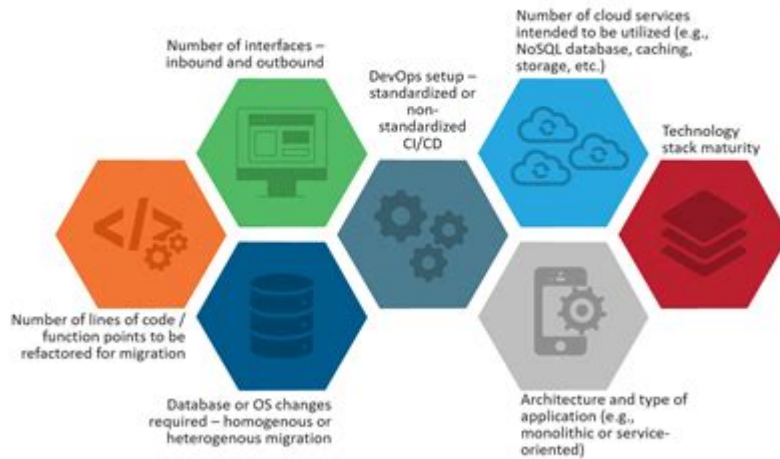 Number of interfaces –
inbound and outbound
DevOps setup –
standardized or
non-
standardized
CI/CD
Number of cloud services
intended to be utilized (e.g.,
NoSQL database, caching,
storage, etc.)
Technology
stack maturity
Number of lines of code /
function points to be
refactored for migration
Database or OS changes
required – homogenous or
heterogenous migration
Architecture and type of
application (e.g.,
monolithic or service-
oriented)